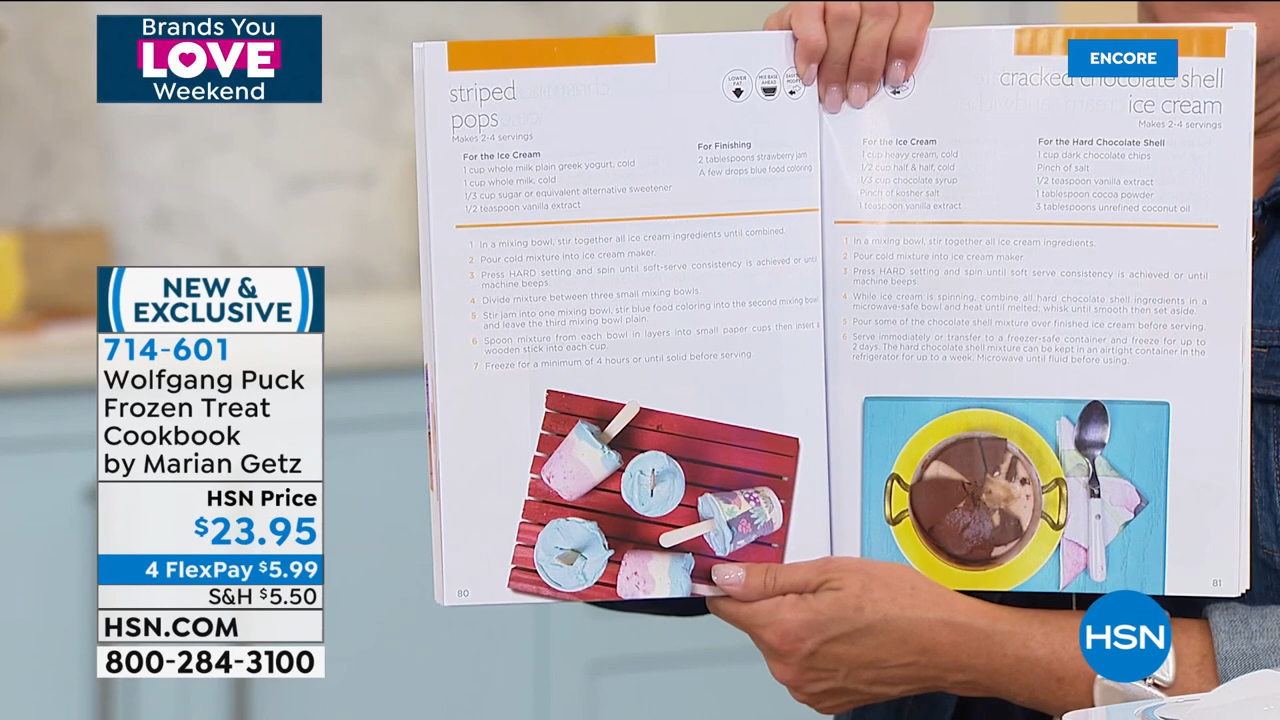 Brands You
LOVE
Weekend
NEW &
EXCLUSIVE
714-601
Wolfgang Puck
Frozen Treat
Cookbook
by Marian Getz
HSN Price
$23.95
4 FlexPay $5.99
S&H $5.50
HSN.COM
800-284-3100
striped
pops
Makes 2-4 servings
LOWER FAT
MIX BASE AHEAD
For the Ice Cream
1 cup whole milk plain greek yogurt, cold
1 cup whole milk, cold
1/3 cup sugar or equivalent alternative sweetener
1/2 teaspoon vanilla extract
For Finishing
2 tablespoons strawberry jam
A few drops blue food coloring
1 In a mixing bowl, stir together all ice cream ingredients until combined.
2 Pour cold mixture into ice cream maker.
3 Press HARD setting and spin until soft-serve consistency is achieved or until
machine beeps.
4 Divide mixture between three small mixing bowls.
5 Stir jam into one mixing bowl, stir blue food coloring into the second mixing bowl
and leave the third mixing bowl plain.
6 Spoon mixture from each bowl in layers into small paper cups then insert a
wooden stick into each cup.
7 Freeze for a minimum of 4 hours or until solid before serving.
80
ENCORE
cracked chocolate shell
ice cream
Makes 2-4 servings
For the Ice Cream
1 cup heavy cream, cold
1/2 cup half & half, cold
1/3 cup chocolate syrup
Pinch of kosher salt
1 teaspoon vanilla extract
For the Hard Chocolate Shell
1 cup dark chocolate chips
Pinch of salt
1/2 teaspoon vanilla extract
1 tablespoon cocoa powder
3 tablespoons unrefined coconut oil
1 In a mixing bowl, stir together all ice cream ingredients.
2 Pour cold mixture into ice cream maker.
3 Press HARD setting and spin until soft serve consistency is achieved or until
machine beeps.
4 While ice cream is spinning, combine all hard chocolate shell ingredients in a
microwave-safe bowl and heat until melted; whisk until smooth then set aside.
5 Pour some of the chocolate shell mixture over finished ice cream before serving.
6 Serve immediately or transfer to a freezer-safe container and freeze for up to
2 days. The hard chocolate shell mixture can be kept in an airtight container in the
refrigerator for up to a week. Microwave until fluid before using.
81
HSN